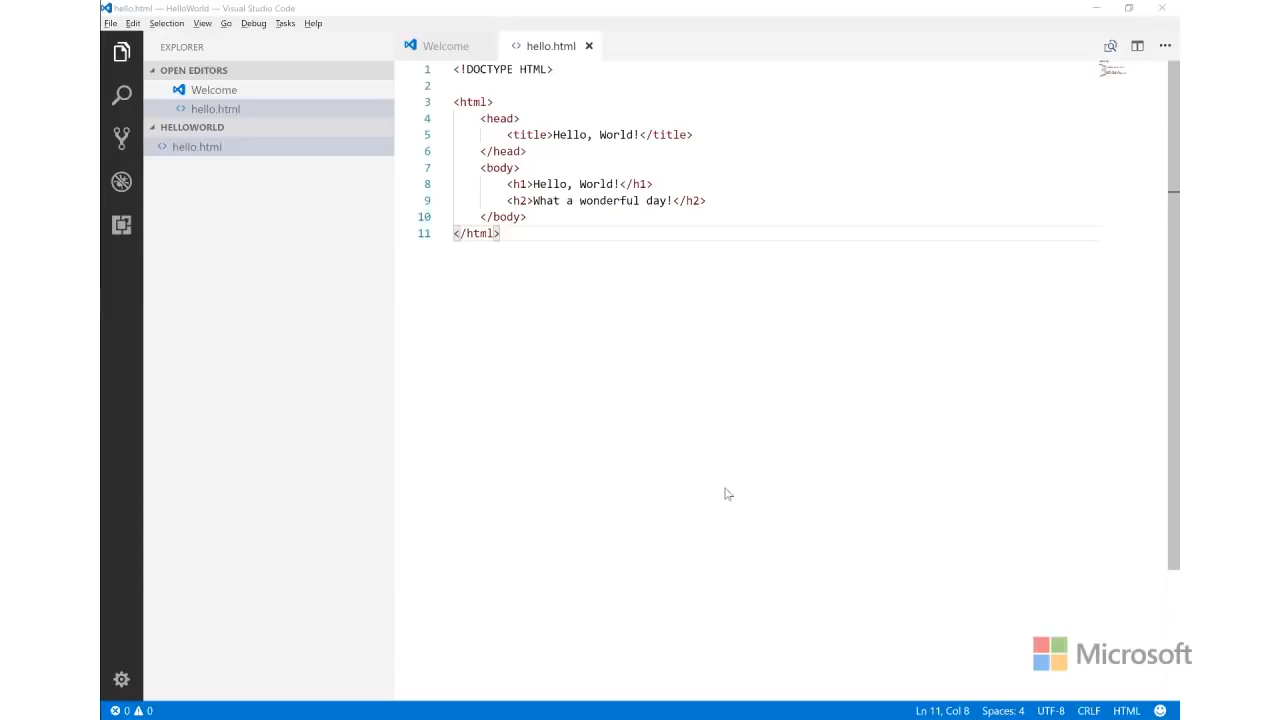 hello.html — HelloWorld — Visual Studio Code
File Edit Selection View Go Debug Tasks Help
EXPLORER
OPEN EDITORS
Welcome
hello.html
HELLOWORLD
hello.html
Welcome hello.html
1 <!DOCTYPE HTML>
2
3 <html>
4 <head>
5 <title>Hello, World!</title>
6 </head>
7 <body>
8 <h1>Hello, World!</h1>
9 <h2>What a wonderful day!</h2>
10 </body>
11 </html>
Microsoft
0 0 Ln 11, Col 8 Spaces: 4 UTF-8 CRLF HTML